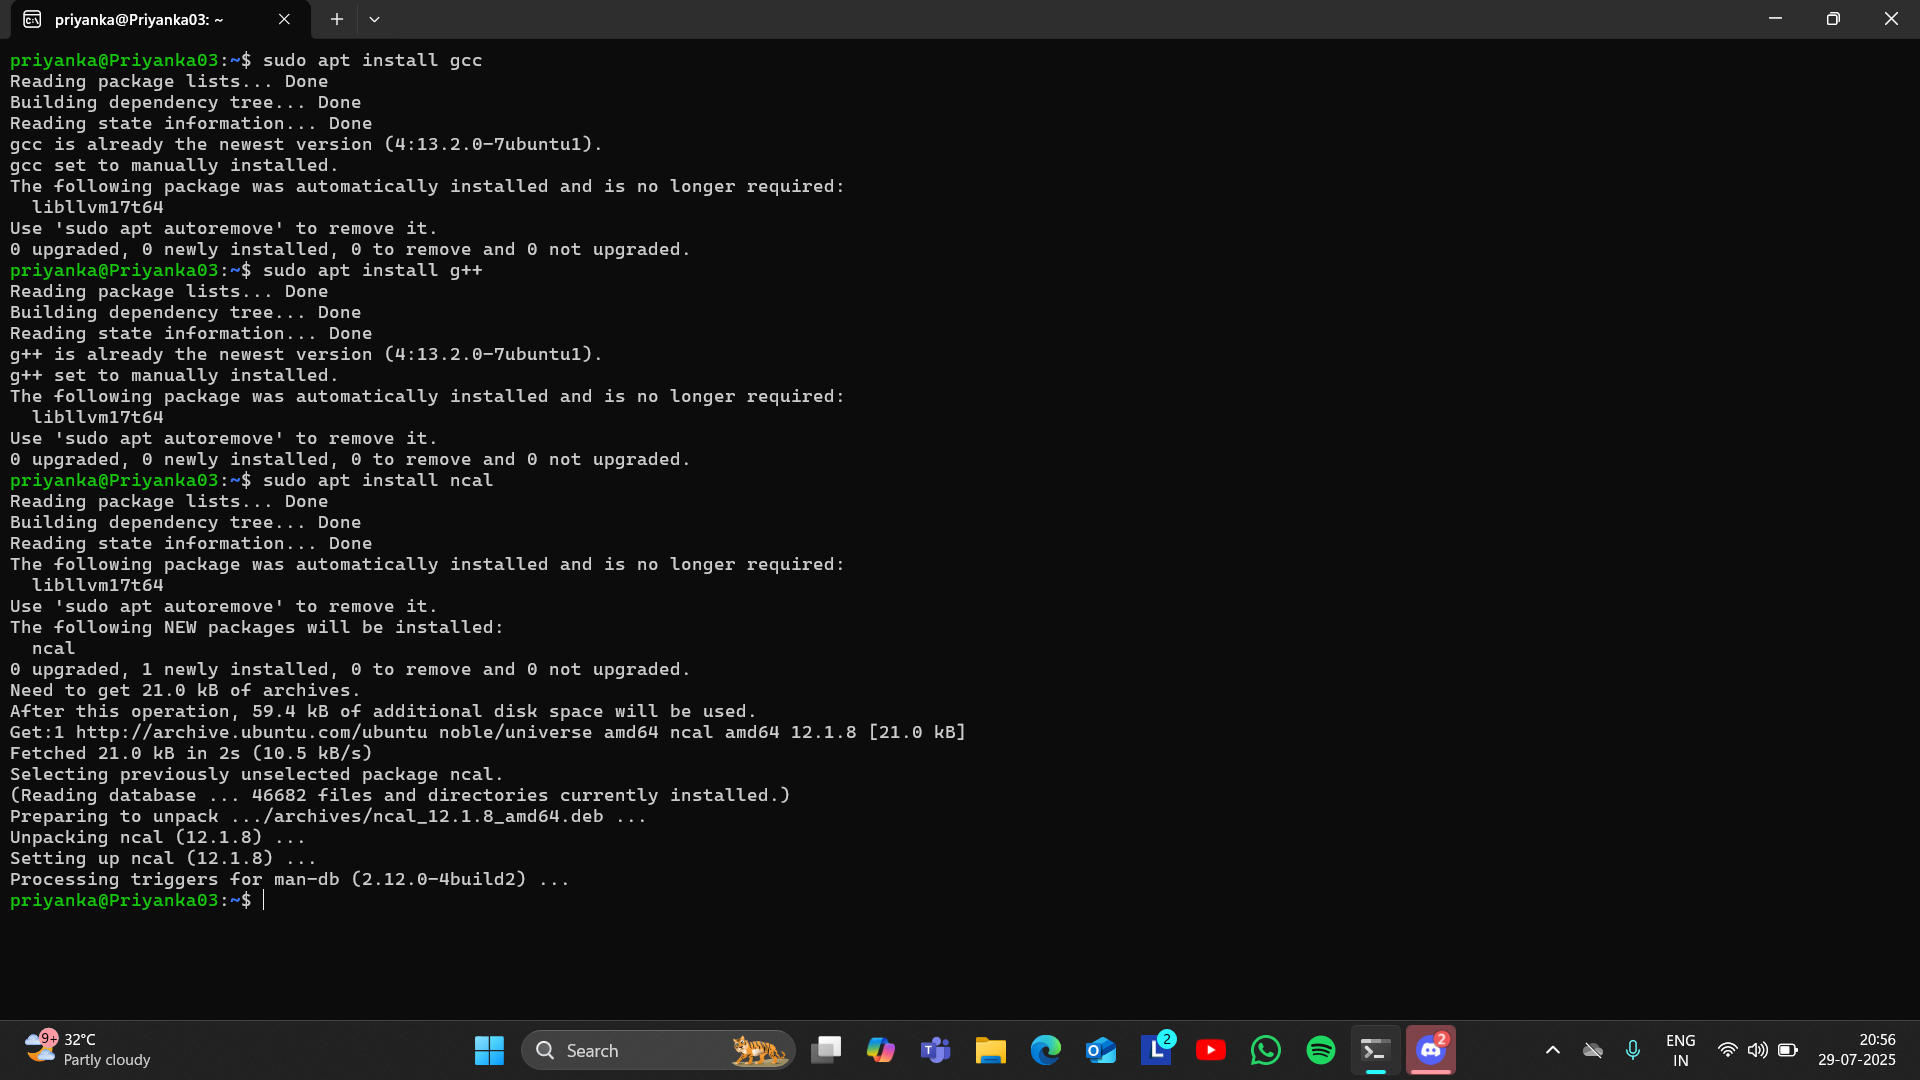 priyanka@Priyanka03: ~
priyanka@Priyanka03:~$ sudo apt install gcc
Reading package lists... Done
Building dependency tree... Done
Reading state information... Done
gcc is already the newest version (4:13.2.0-7ubuntu1).
gcc set to manually installed.
The following package was automatically installed and is no longer required:
  libllvm17t64
Use 'sudo apt autoremove' to remove it.
0 upgraded, 0 newly installed, 0 to remove and 0 not upgraded.
priyanka@Priyanka03:~$ sudo apt install g++
Reading package lists... Done
Building dependency tree... Done
Reading state information... Done
g++ is already the newest version (4:13.2.0-7ubuntu1).
g++ set to manually installed.
The following package was automatically installed and is no longer required:
  libllvm17t64
Use 'sudo apt autoremove' to remove it.
0 upgraded, 0 newly installed, 0 to remove and 0 not upgraded.
priyanka@Priyanka03:~$ sudo apt install ncal
Reading package lists... Done
Building dependency tree... Done
Reading state information... Done
The following package was automatically installed and is no longer required:
  libllvm17t64
Use 'sudo apt autoremove' to remove it.
The following NEW packages will be installed:
  ncal
0 upgraded, 1 newly installed, 0 to remove and 0 not upgraded.
Need to get 21.0 kB of archives.
After this operation, 59.4 kB of additional disk space will be used.
Get:1 http://archive.ubuntu.com/ubuntu noble/universe amd64 ncal amd64 12.1.8 [21.0 kB]
Fetched 21.0 kB in 2s (10.5 kB/s)
Selecting previously unselected package ncal.
(Reading database ... 46682 files and directories currently installed.)
Preparing to unpack .../archives/ncal_12.1.8_amd64.deb ...
Unpacking ncal (12.1.8) ...
Setting up ncal (12.1.8) ...
Processing triggers for man-db (2.12.0-4build2) ...
priyanka@Priyanka03:~$
9+ 32°C
Partly cloudy
Search
2
2
ENG
IN
20:56
29-07-2025